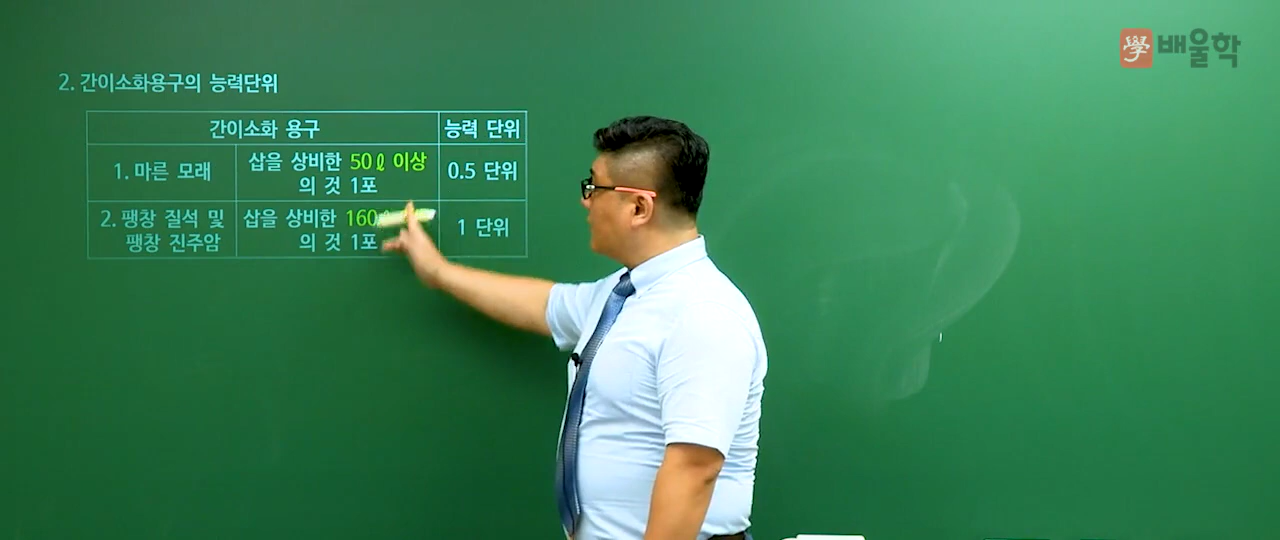 學 배울학
2. 간이소화용구의 능력단위
간이소화 용구 능력 단위
1. 마른 모래
삽을 상비한 50ℓ 이상
의 것 1포
0.5 단위
2. 팽창 질석 및
팽창 진주암
삽을 상비한 160
의 것 1포
1 단위